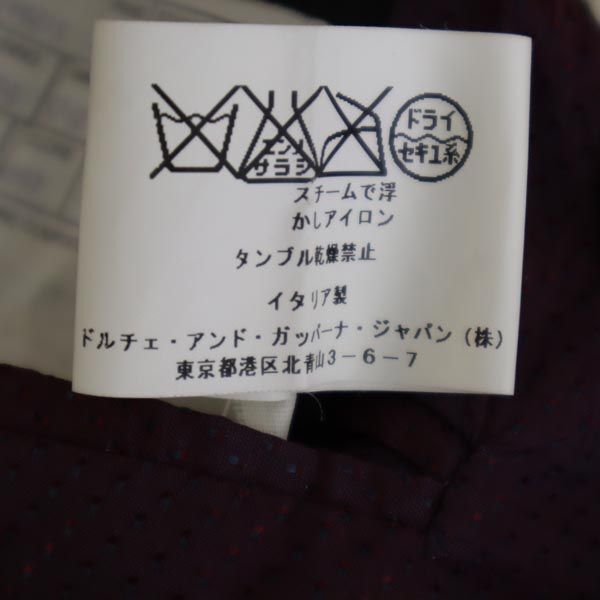 ドライ
エンソ
サラシ
セキユ系
スチームで浮
かしアイロン
タンブル乾燥禁止
イタリア製
ドルチェ・アンド・ガッバーナ・ジャパン(株)
東京都港区北青山3-6-7